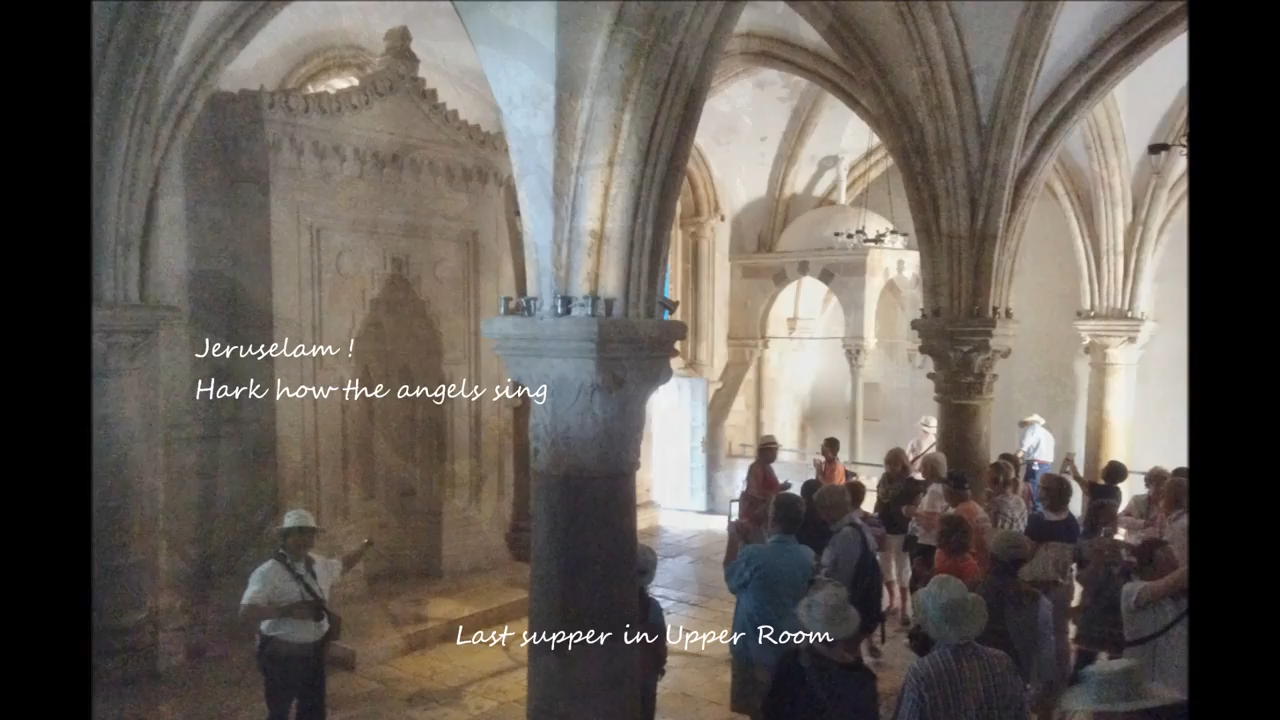 Jeruselam !
Hark how the angels sing
Last supper in Upper Room